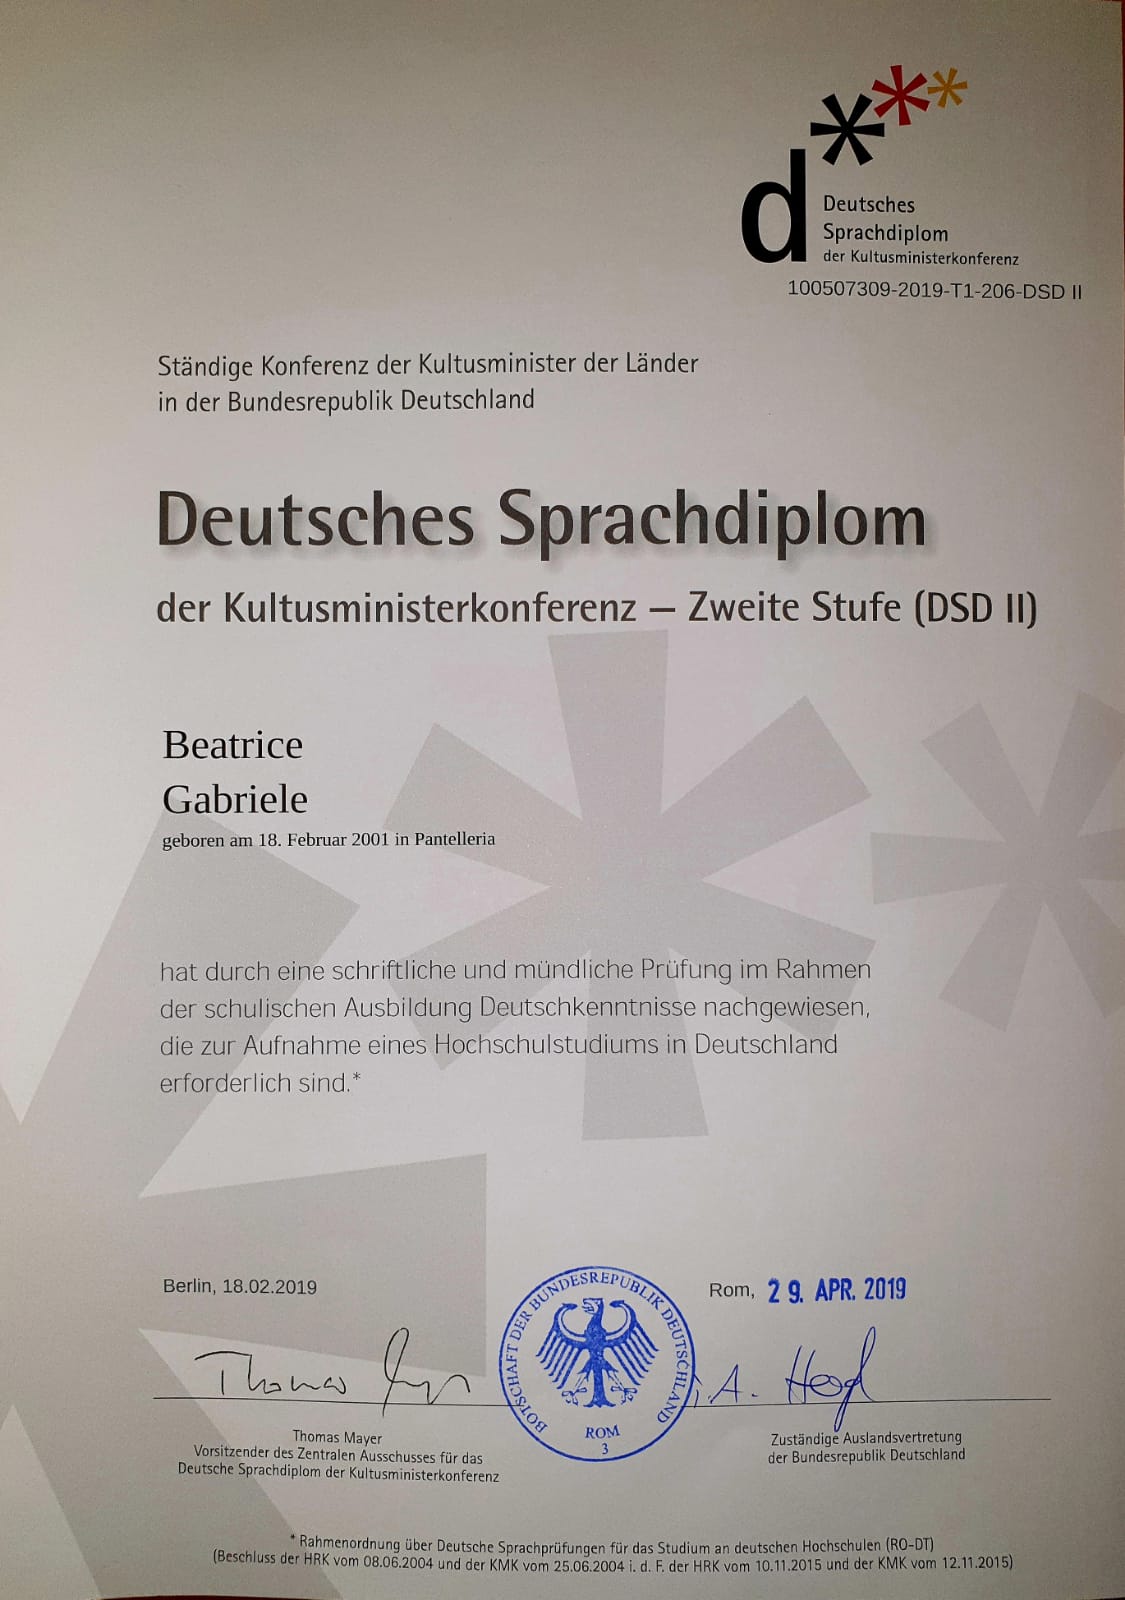 Deutsches
Sprachdiplom
der Kultusministerkonferenz
100507309-2019-T1-206-DSD II
Ständige Konferenz der Kultusminister der Länder
in der Bundesrepublik Deutschland
Deutsches Sprachdiplom
der Kultusministerkonferenz – Zweite Stufe (DSD II)
Beatrice
Gabriele
geboren am 18. Februar 2001 in Pantelleria
hat durch eine schriftliche und mündliche Prüfung im Rahmen
der schulischen Ausbildung Deutschkenntnisse nachgewiesen,
die zur Aufnahme eines Hochschulstudiums in Deutschland
erforderlich sind.*
Berlin, 18.02.2019
Rom, 29. APR. 2019
BOTSCHAFT DER BUNDESREPUBLIK DEUTSCHLAND
ROM
3
Thomas
i.A.
Thomas Mayer
Vorsitzender des Zentralen Ausschusses für das
Deutsche Sprachdiplom der Kultusministerkonferenz
Zuständige Auslandsvertretung
der Bundesrepublik Deutschland
* Rahmenordnung über Deutsche Sprachprüfungen für das Studium an deutschen Hochschulen (RO-DT)
(Beschluss der HRK vom 08.06.2004 und der KMK vom 25.06.2004 i. d. F. der HRK vom 10.11.2015 und der KMK vom 12.11.2015)